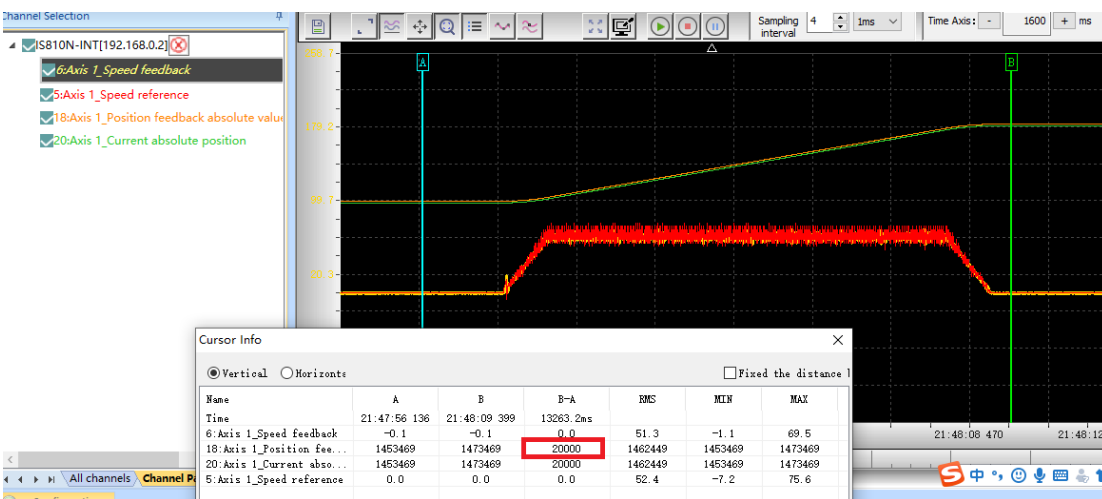 Channel Selection
Sampling interval 4 1ms Time Axis: - 1600 + ms
IS810N-INT[192.168.0.2]
6:Axis 1_Speed feedback
5:Axis 1_Speed reference
18:Axis 1_Position feedback absolute value
20:Axis 1_Current absolute position
A
B
Cursor Info
Vertical Horizonta
Fixed the distance
Name A B B-A RMS MIN MAX
Time 21:47:56 136 21:48:09 399 13263.2ms
6:Axis 1_Speed feedback -0.1 -0.1 0.0 51.3 -1.1 69.5
18:Axis 1_Position fee... 1453469 1473469 20000 1462449 1453469 1473469
20:Axis 1_Current abso... 1453469 1473469 20000 1462449 1453469 1473469
5:Axis 1_Speed reference 0.0 0.0 0.0 52.4 -7.2 75.6
21:48:08 470 21:48:12
All channels Channel Pa
中